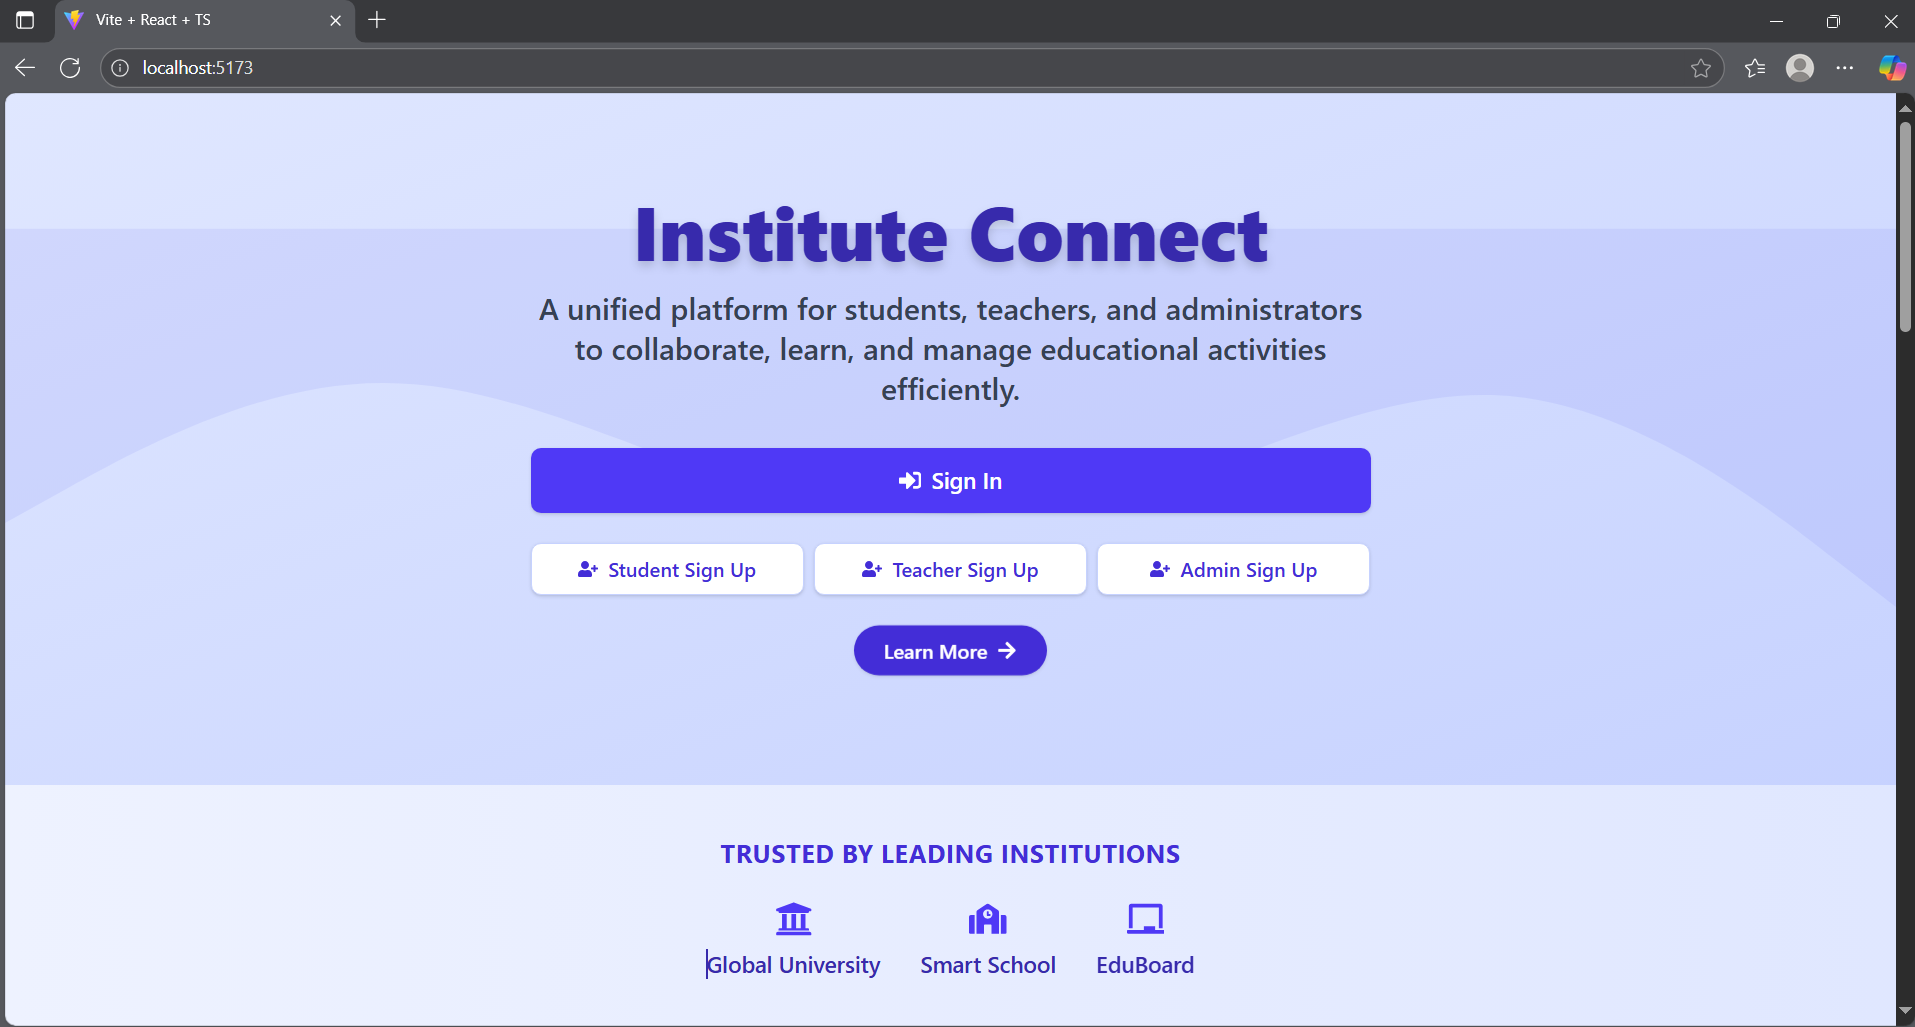 Vite + React + TS
localhost:5173
Institute Connect
A unified platform for students, teachers, and administrators
to collaborate, learn, and manage educational activities
efficiently.
Sign In
Student Sign Up
Teacher Sign Up
Admin Sign Up
Learn More
TRUSTED BY LEADING INSTITUTIONS
Global University
Smart School
EduBoard